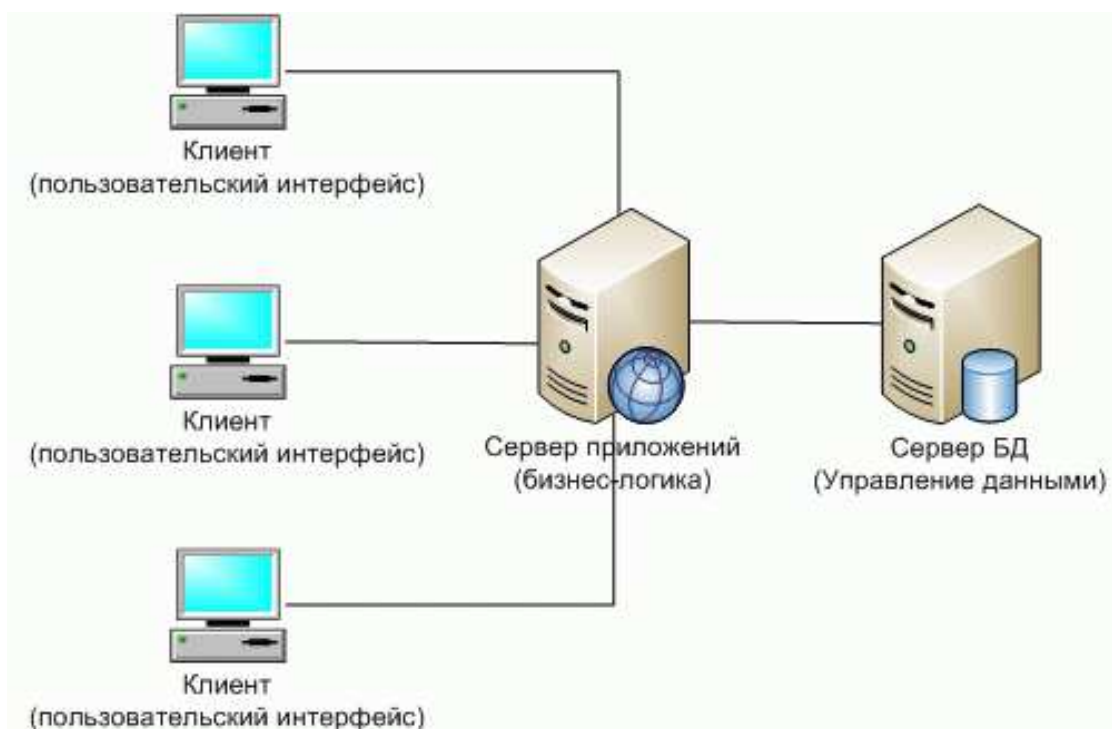 Клиент
(пользовательский интерфейс)
Клиент
(пользовательский интерфейс)
Сервер приложений
(бизнес-логика)
Сервер БД
(Управление данными)
Клиент
(пользовательский интерфейс)